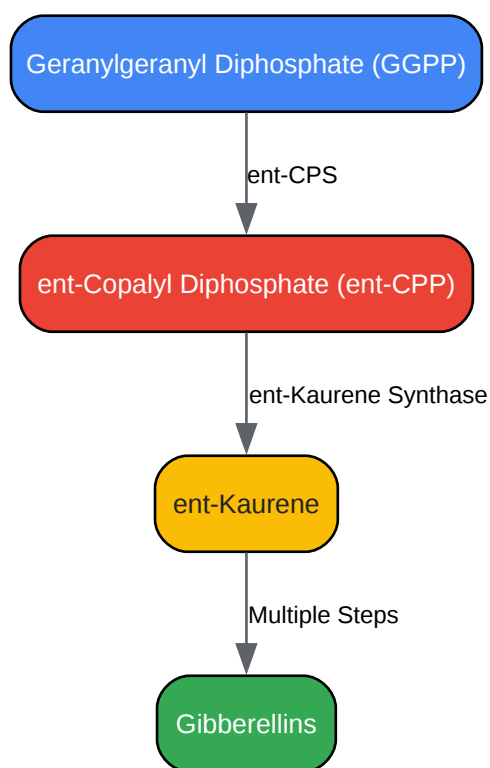 Geranylgeranyl Diphosphate (GGPP)
ent-CPS
ent-Copalyl Diphosphate (ent-CPP)
ent-Kaurene Synthase
ent-Kaurene
Multiple Steps
Gibberellins